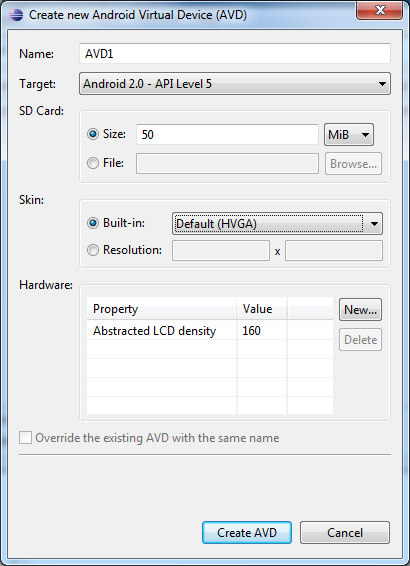 Create new Android Virtual Device (AVD)
Name: AVD1
Target: Android 2.0 - API Level 5
SD Card:
Size: 50 MiB
File: Browse...
Skin:
Built-in: Default (HVGA)
Resolution: x
Hardware:
Property Value New...
Abstracted LCD density 160 Delete
Override the existing AVD with the same name
Create AVD Cancel